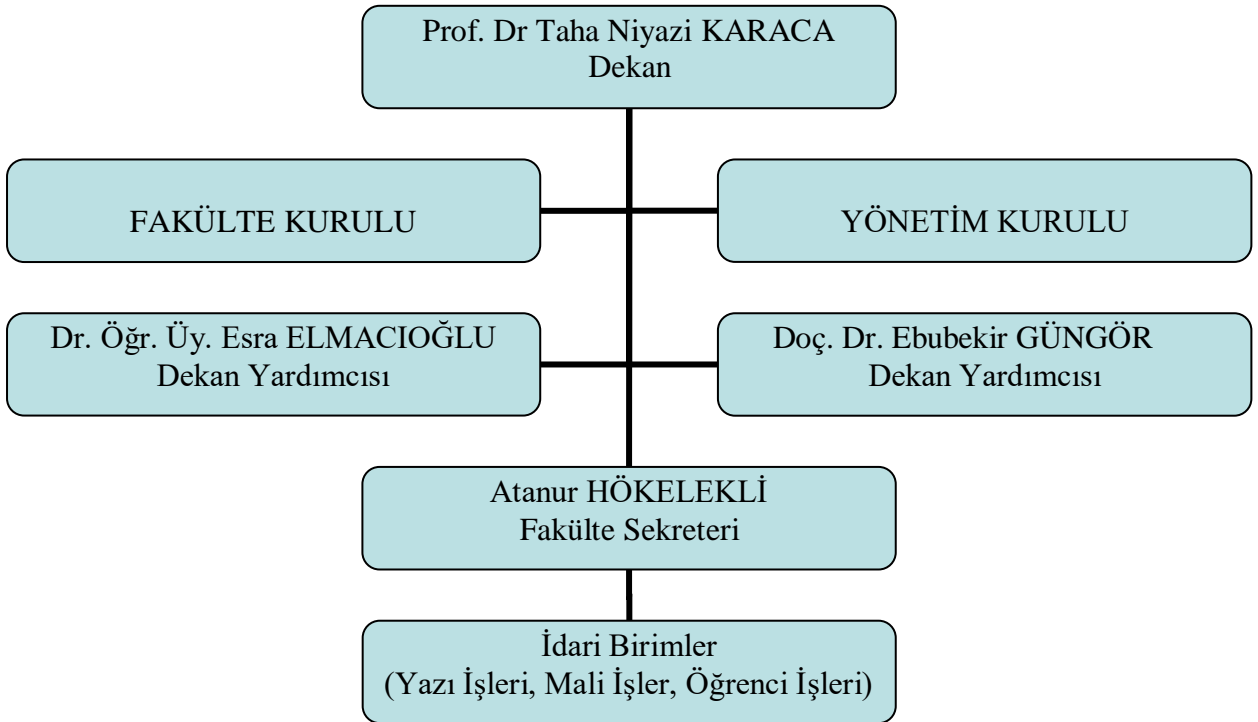 Prof. Dr Taha Niyazi KARACA
Dekan
FAKÜLTE KURULU
YÖNETİM KURULU
Dr. Öğr. Üy. Esra ELMACIOĞLU
Dekan Yardımcısı
Doç. Dr. Ebubekir GÜNGÖR
Dekan Yardımcısı
Atanur HÖKELEKLİ
Fakülte Sekreteri
İdari Birimler
(Yazı İşleri, Mali İşler, Öğrenci İşleri)